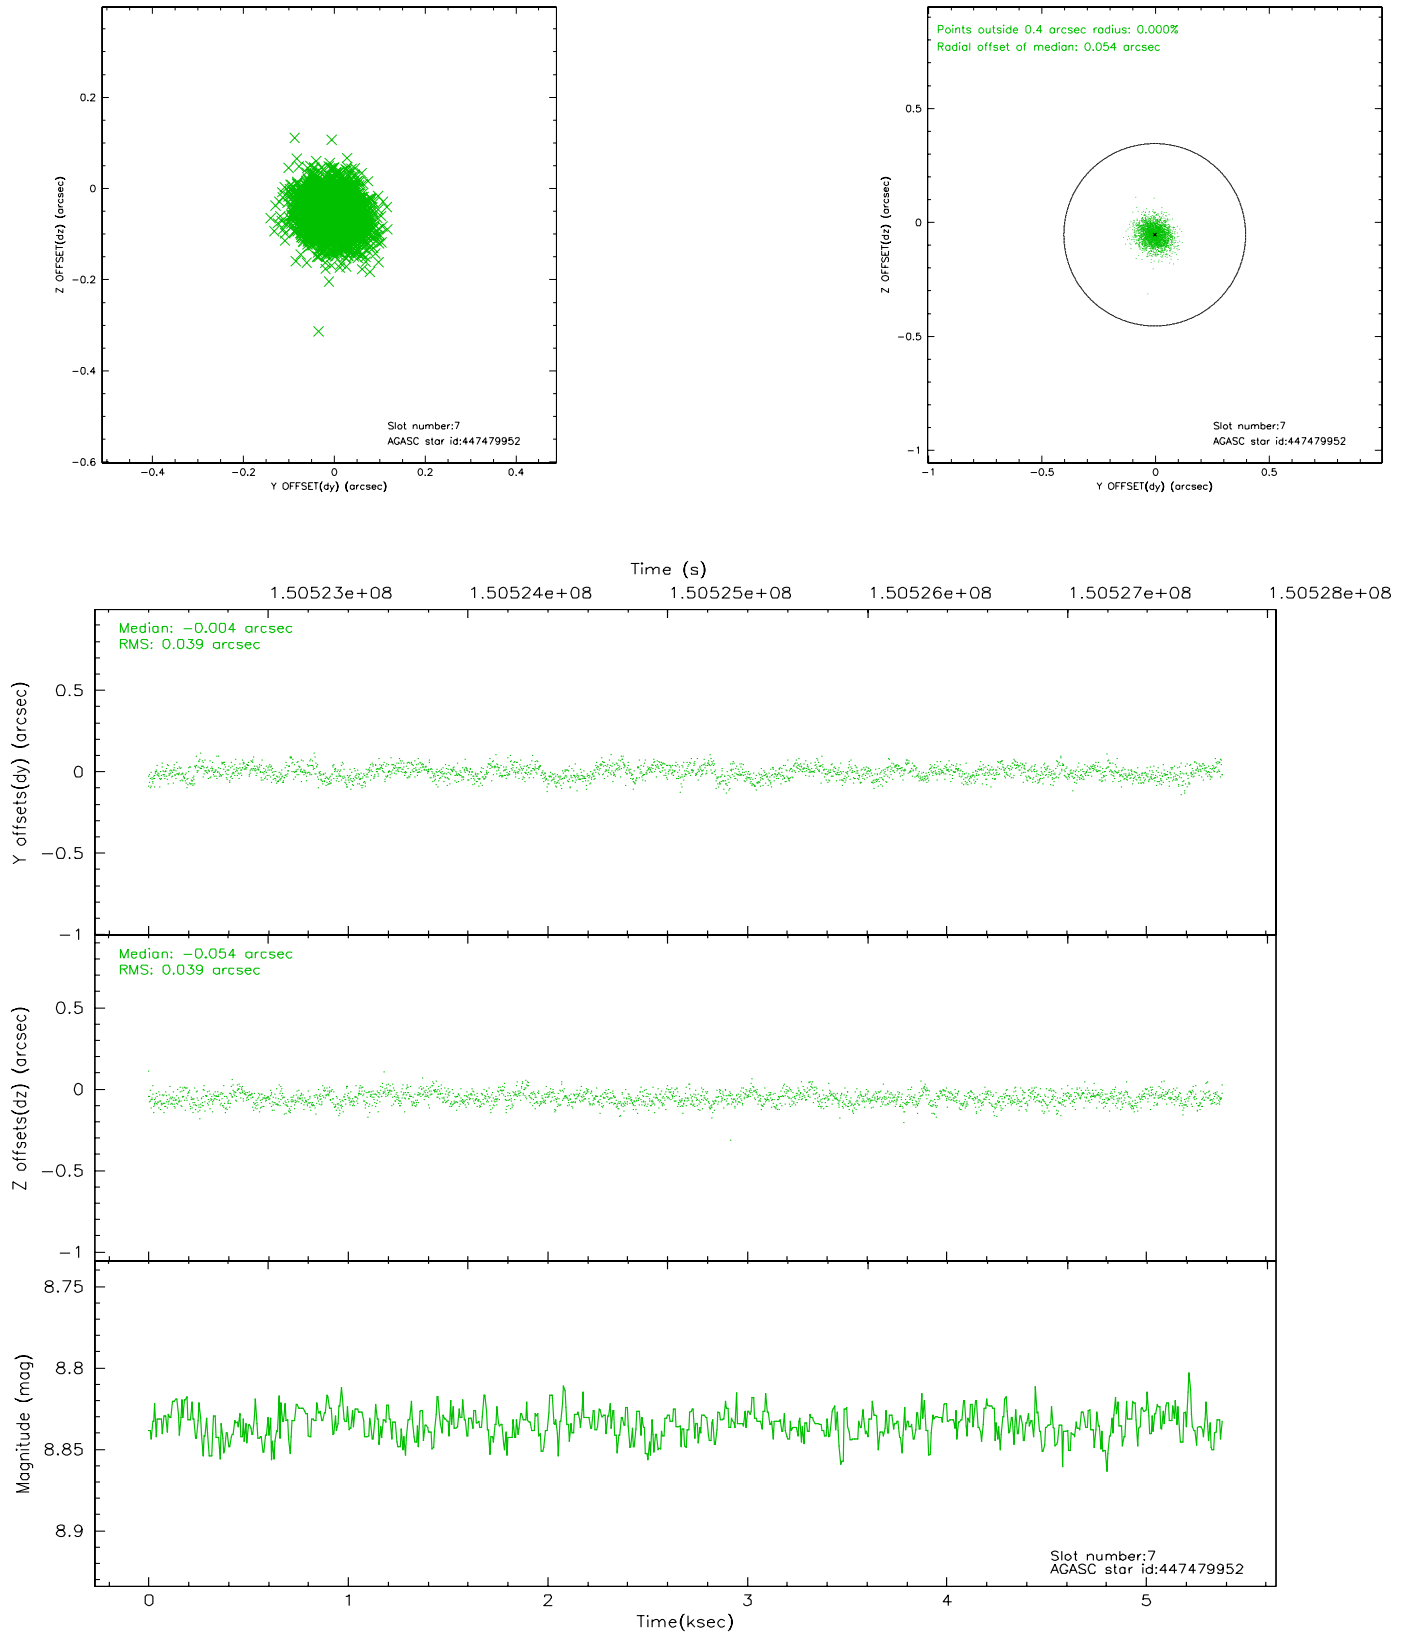 0.2
0
−0.2
−0.4
−0.6
−0.4
−0.2
0
0.2
0.4
Z OFFSET(dz) (arcsec)
Y OFFSET(dy) (arcsec)
Slot number:7
AGASC star id:447479952
Points outside 0.4 arcsec radius: 0.000%
Radial offset of median: 0.054 arcsec
0.5
0
−0.5
−1
−1
−0.5
0
0.5
Z OFFSET(dz) (arcsec)
Y OFFSET(dy) (arcsec)
Slot number:7
AGASC star id:447479952
Time (s)
1.50523e+08
1.50524e+08
1.50525e+08
1.50526e+08
1.50527e+08
1.50528e+08
Median: −0.004 arcsec
RMS: 0.039 arcsec
0.5
0
−0.5
−1
Y offsets(dy) (arcsec)
Median: −0.054 arcsec
RMS: 0.039 arcsec
0.5
0
−0.5
−1
Z offsets(dz) (arcsec)
8.75
8.8
8.85
8.9
Magnitude (mag)
Slot number:7
AGASC star id:447479952
0
1
2
3
4
5
Time(ksec)